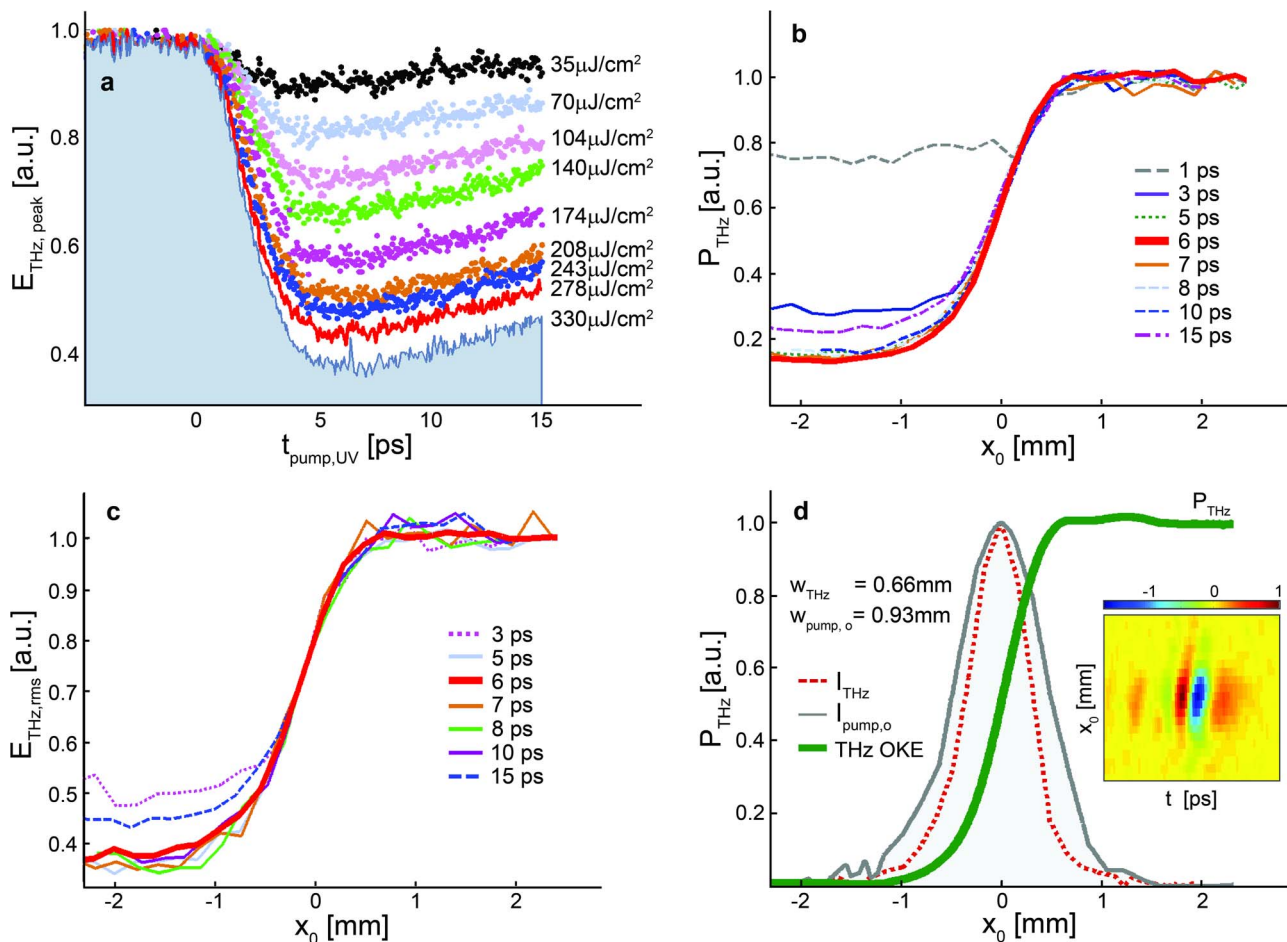 a
E_THz, peak [a.u.]
1.0
0.8
0.6
0.4
0
5
10
15
t_pump,UV [ps]
35μJ/cm²
70μJ/cm²
104μJ/cm²
140μJ/cm²
174μJ/cm²
208μJ/cm²
243μJ/cm²
278μJ/cm²
330μJ/cm²
b
P_THz [a.u.]
1.0
0.8
0.6
0.4
0.2
-2
-1
0
1
2
x_0 [mm]
1 ps
3 ps
5 ps
6 ps
7 ps
8 ps
10 ps
15 ps
c
E_THz,rms [a.u.]
1.0
0.9
0.8
0.7
0.6
0.5
0.4
-2
-1
0
1
2
x_0 [mm]
3 ps
5 ps
6 ps
7 ps
8 ps
10 ps
15 ps
d
P_THz
P_THz [a.u.]
1.0
0.8
0.6
0.4
0.2
-2
-1
0
1
2
x_0 [mm]
w_THz = 0.66mm
w_pump, o = 0.93mm
I_THz
I_pump,o
THz OKE
-1
0
1
x_0 [mm]
t [ps]